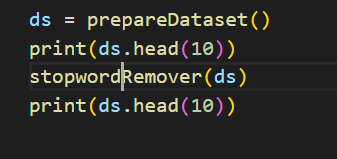 ds = prepareDataset()
print(ds.head(10))
stopwordRemover(ds)
print(ds.head(10))